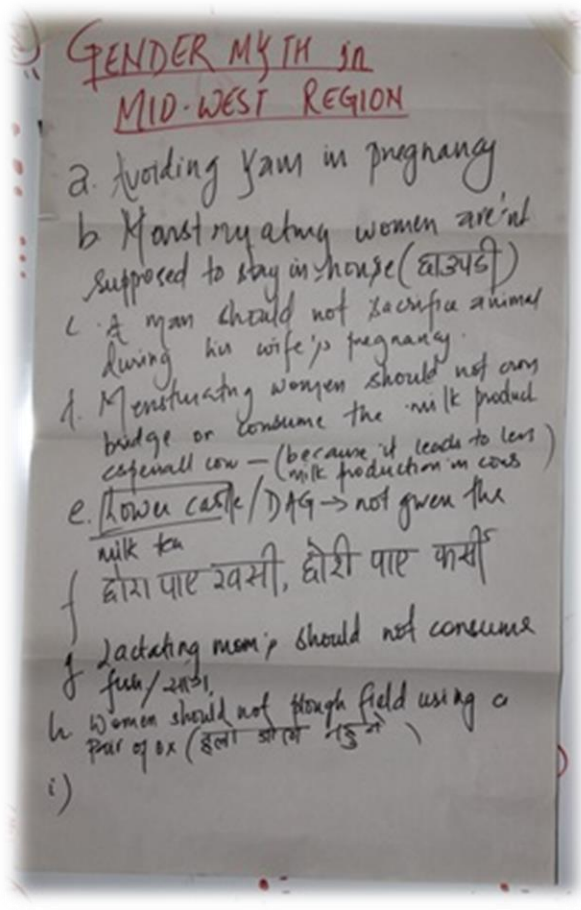 GENDER MYTH in
MID-WEST REGION
a. Avoiding Yam in pregnancy
b Menstruating women are'nt
supposed to stay in house (छाउपडी)
c. A man should not sacrifice animal
during his wife's pregnancy.
d. Menstruating women should not cross
bridge or consume the milk product
cow — (because it leads to less
milk production in cows)
e. Lower caste / DAG → not given the
milk tea
f छोरा पाए खसी, छोरी पाए फर्सी
g Lactating mom's should not consume
/ साग.
h Women should not plough field using a
pair of ox (हलो
i)